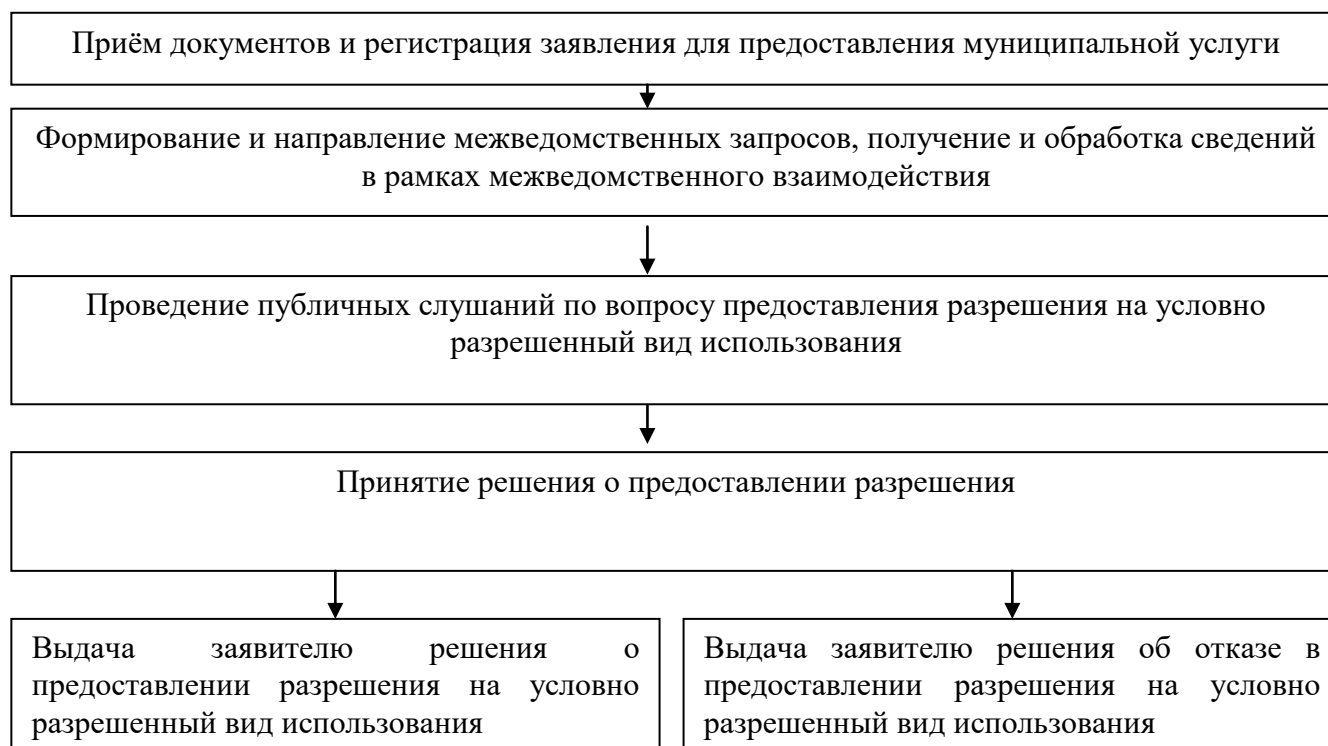 Приём документов и регистрация заявления для предоставления муниципальной услуги
Формирование и направление межведомственных запросов, получение и обработка сведений
в рамках межведомственного взаимодействия
Проведение публичных слушаний по вопросу предоставления разрешения на условно
разрешенный вид использования
Принятие решения о предоставлении разрешения
Выдача заявителю решения о
предоставлении разрешения на условно
разрешенный вид использования
Выдача заявителю решения об отказе в
предоставлении разрешения на условно
разрешенный вид использования